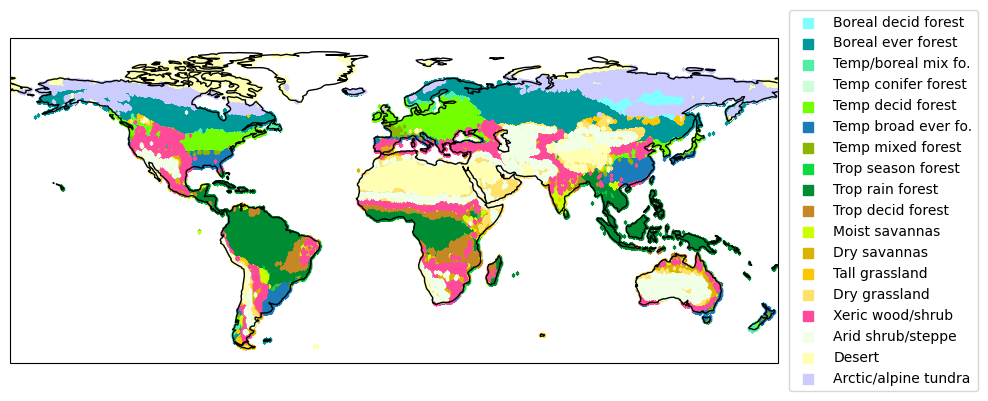 Boreal decid forest
Boreal ever forest
Temp/boreal mix fo.
Temp conifer forest
Temp decid forest
Temp broad ever fo.
Temp mixed forest
Trop season forest
Trop rain forest
Trop decid forest
Moist savannas
Dry savannas
Tall grassland
Dry grassland
Xeric wood/shrub
Arid shrub/steppe
Desert
Arctic/alpine tundra